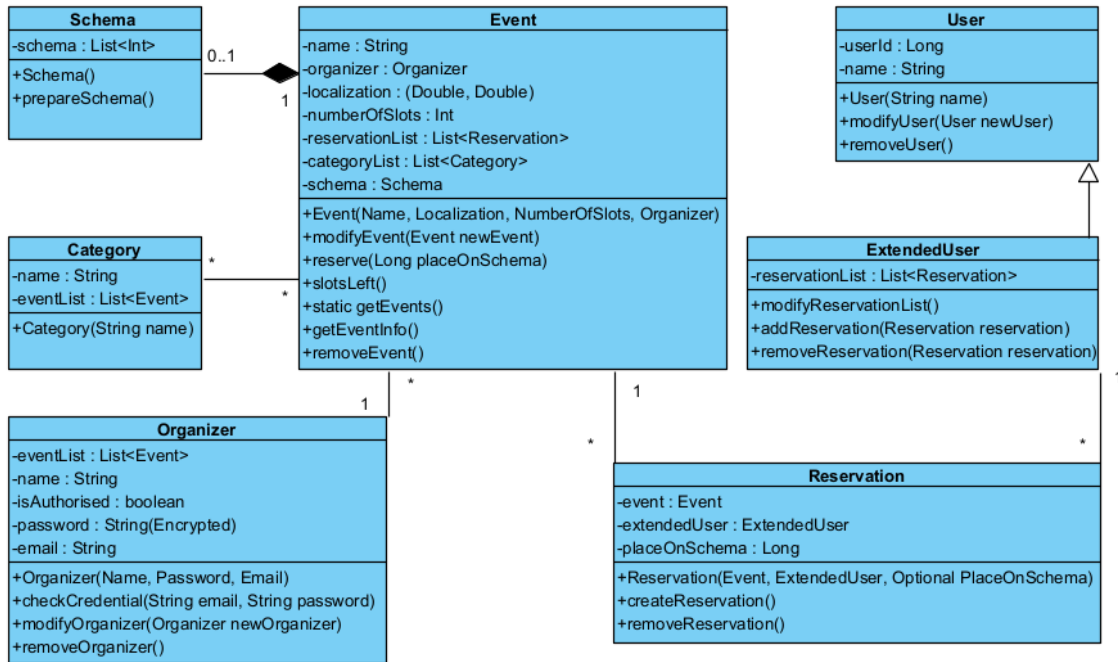 Schema
-schema : List<Int>
+Schema()
+prepareSchema()
0..1
1
Event
-name : String
-organizer : Organizer
-localization : (Double, Double)
-numberOfSlots : Int
-reservationList : List<Reservation>
-categoryList : List<Category>
-schema : Schema
+Event(Name, Localization, NumberOfSlots, Organizer)
+modifyEvent(Event newEvent)
+reserve(Long placeOnSchema)
+slotsLeft()
+static getEvents()
+getEventInfo()
+removeEvent()
User
-userId : Long
-name : String
+User(String name)
+modifyUser(User newUser)
+removeUser()
Category
-name : String
-eventList : List<Event>
+Category(String name)
*
*
ExtendedUser
-reservationList : List<Reservation>
+modifyReservationList()
+addReservation(Reservation reservation)
+removeReservation(Reservation reservation)
*
1
1
*
1
*
Organizer
-eventList : List<Event>
-name : String
-isAuthorised : boolean
-password : String(Encrypted)
-email : String
+Organizer(Name, Password, Email)
+checkCredential(String email, String password)
+modifyOrganizer(Organizer newOrganizer)
+removeOrganizer()
Reservation
-event : Event
-extendedUser : ExtendedUser
-placeOnSchema : Long
+Reservation(Event, ExtendedUser, Optional PlaceOnSchema)
+createReservation()
+removeReservation()